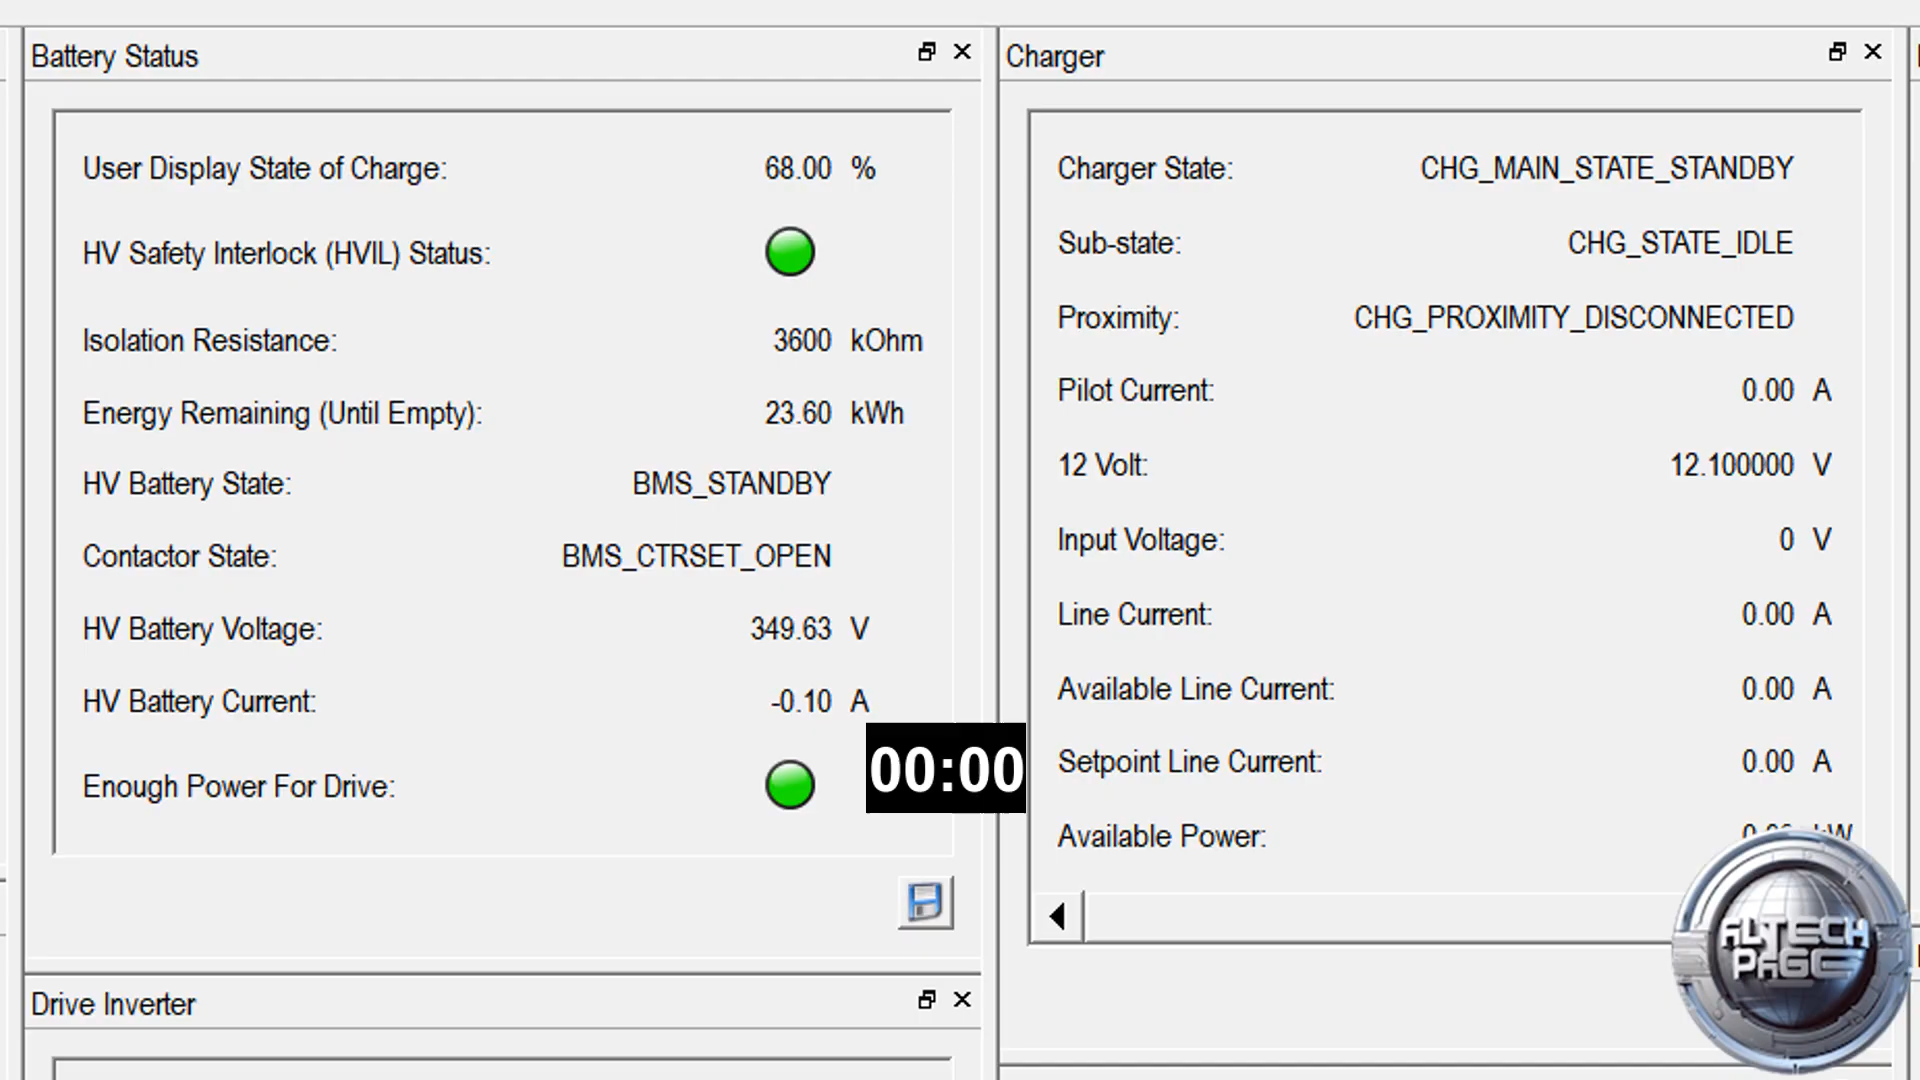 Battery Status
User Display State of Charge: 68.00 %
HV Safety Interlock (HVIL) Status:
Isolation Resistance: 3600 kOhm
Energy Remaining (Until Empty): 23.60 kWh
HV Battery State: BMS_STANDBY
Contactor State: BMS_CTRSET_OPEN
HV Battery Voltage: 349.63 V
HV Battery Current: -0.10 A
Enough Power For Drive:
00:00
Drive Inverter
Charger
Charger State: CHG_MAIN_STATE_STANDBY
Sub-state: CHG_STATE_IDLE
Proximity: CHG_PROXIMITY_DISCONNECTED
Pilot Current: 0.00 A
12 Volt: 12.100000 V
Input Voltage: 0 V
Line Current: 0.00 A
Available Line Current: 0.00 A
Setpoint Line Current: 0.00 A
Available Power: kW
ALTECH
PAGE